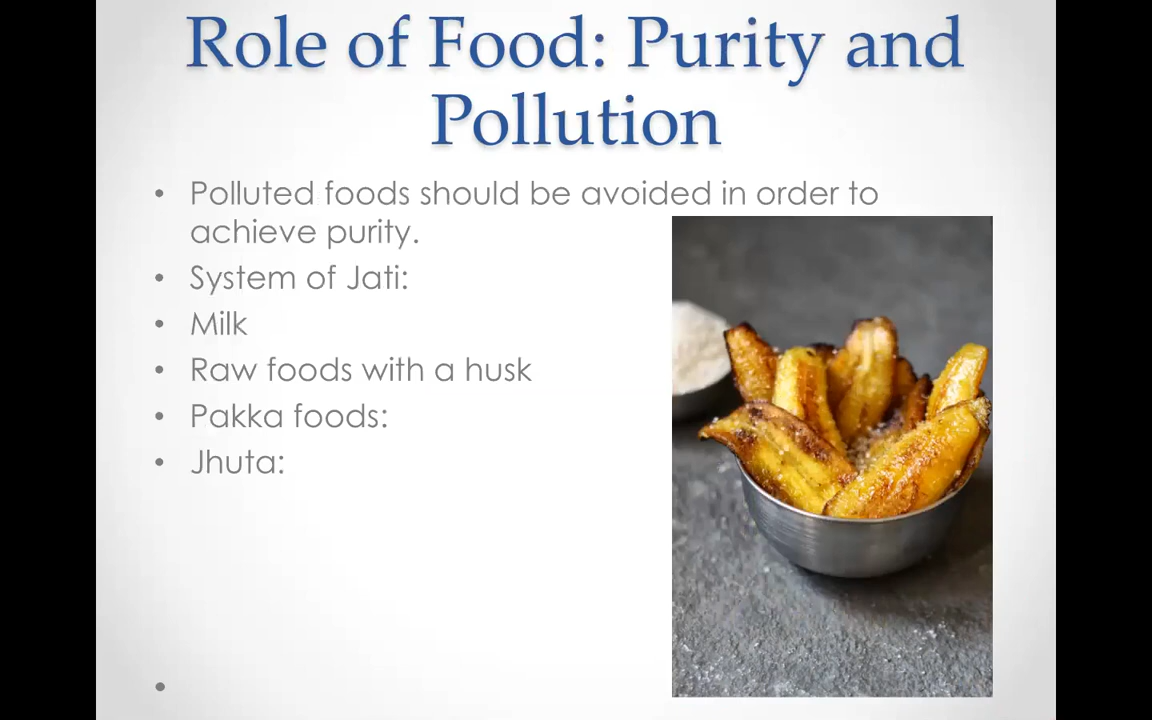 Role of Food: Purity and
Pollution
• Polluted foods should be avoided in order to
achieve purity.
• System of Jati:
• Milk
• Raw foods with a husk
• Pakka foods:
• Jhuta:
•